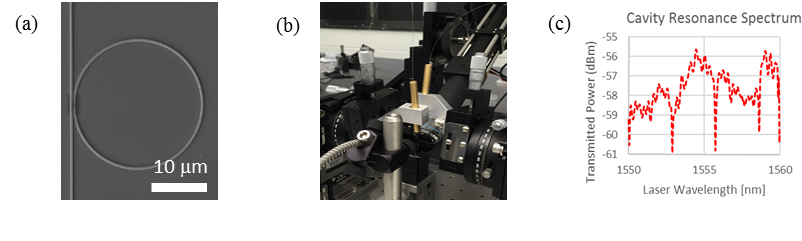 (a)
10 μm
(b)
(c)
Cavity Resonance Spectrum
Transmitted Power (dBm)
-55
-56
-57
-58
-59
-60
-61
1550
1555
1560
Laser Wavelength [nm]